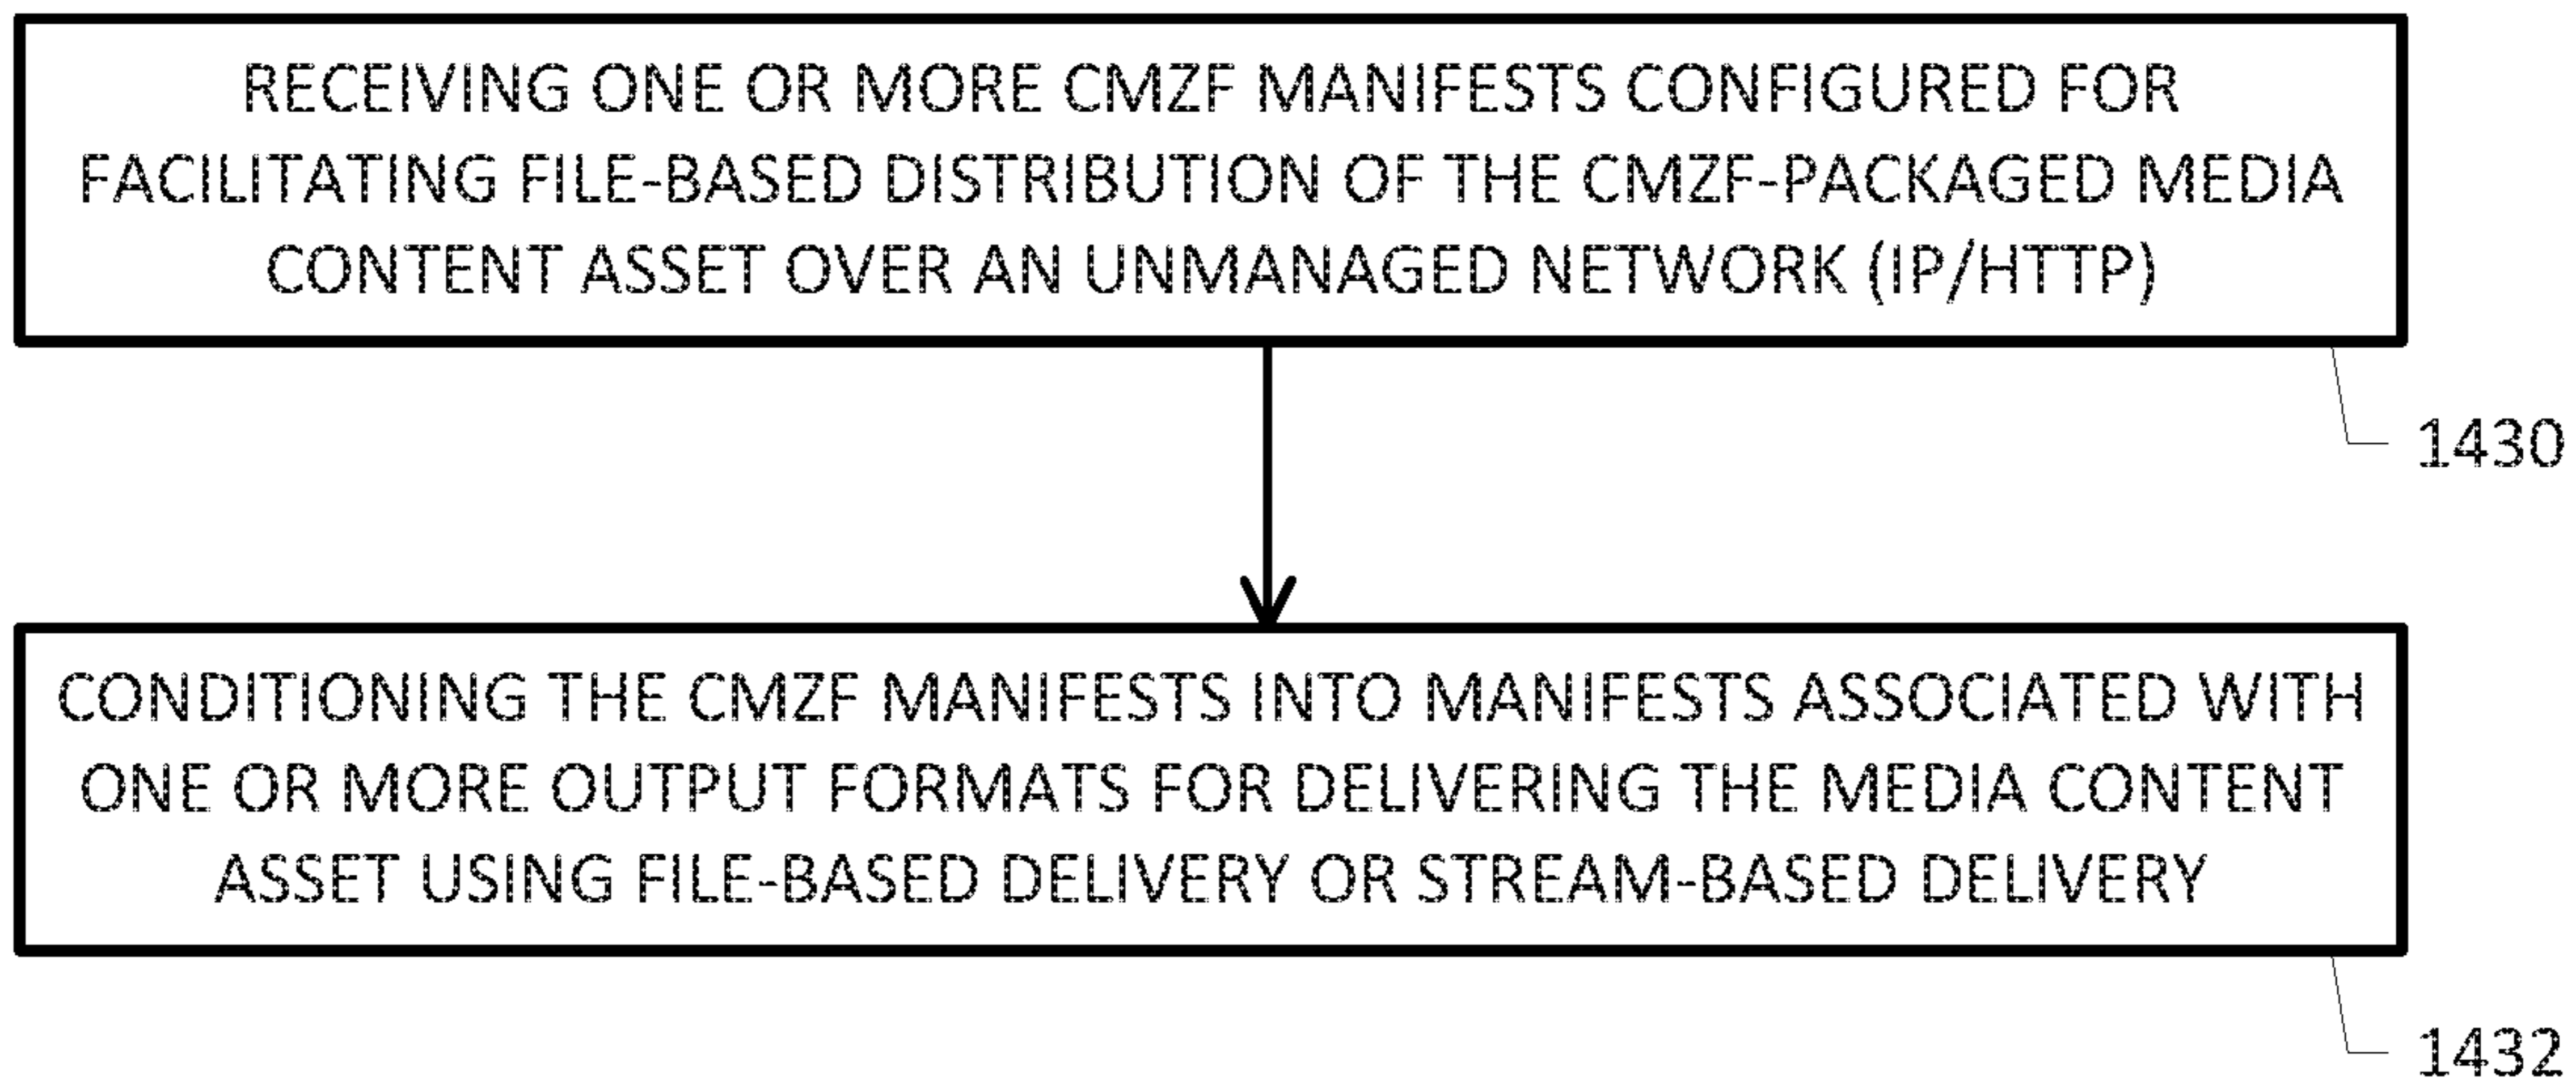 RECEIVING ONE OR MORE CMZF MANIFESTS CONFIGURED FOR
FACILITATING FILE-BASED DISTRIBUTION OF THE CMZF-PACKAGED MEDIA
CONTENT ASSET OVER AN UNMANAGED NETWORK (IP/HTTP)
1430
CONDITIONING THE CMZF MANIFESTS INTO MANIFESTS ASSOCIATED WITH
ONE OR MORE OUTPUT FORMATS FOR DELIVERING THE MEDIA CONTENT
ASSET USING FILE-BASED DELIVERY OR STREAM-BASED DELIVERY
1432